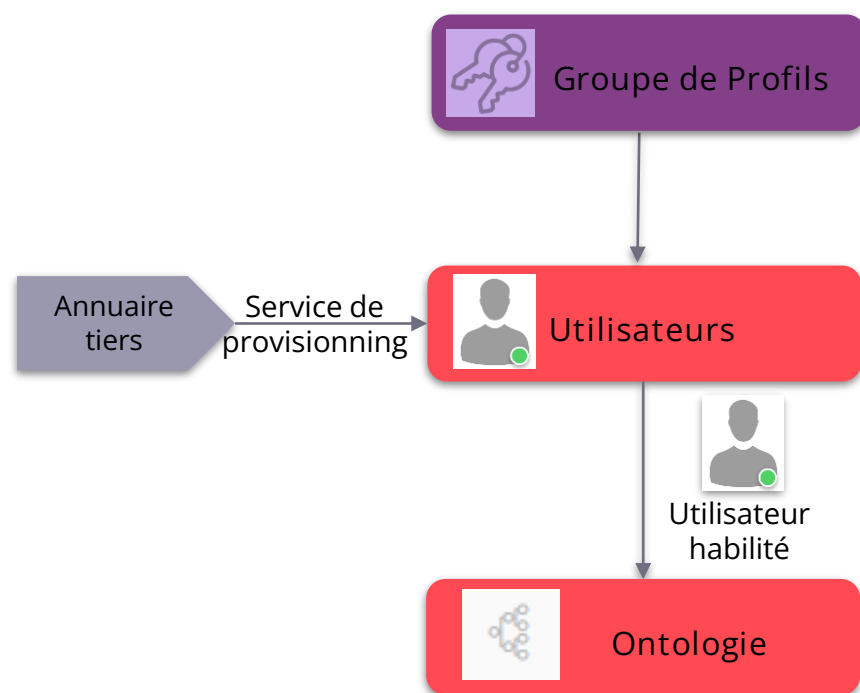 Groupe de Profils
Annuaire
tiers
Service de
provisionning
Utilisateurs
Utilisateur
habilité
Ontologie